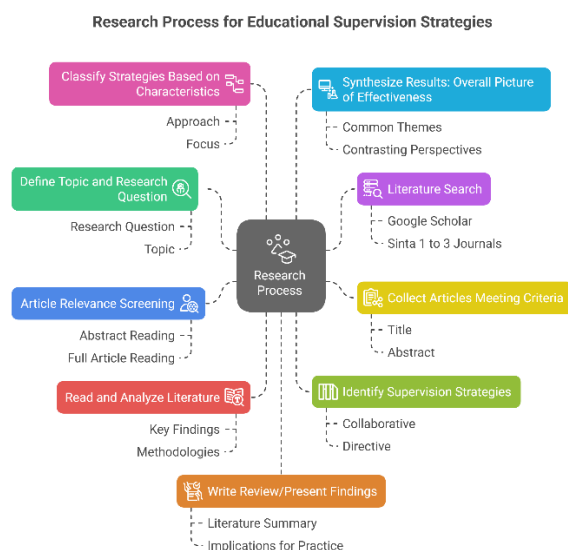 Research Process for Educational Supervision Strategies
Classify Strategies Based on
Characteristics
Approach
Focus
Synthesize Results: Overall Picture
of Effectiveness
Common Themes
Contrasting Perspectives
Define Topic and Research
Question
Research Question
Topic
Literature Search
Google Scholar
Sinta 1 to 3 Journals
Research
Process
Article Relevance Screening
Abstract Reading
Full Article Reading
Collect Articles Meeting Criteria
Title
Abstract
Read and Analyze Literature
Key Findings
Methodologies
Identify Supervision Strategies
Collaborative
Directive
Write Review/Present Findings
Literature Summary
Implications for Practice